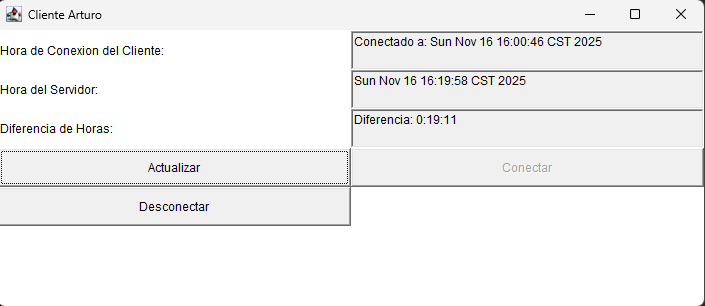 Cliente Arturo
Hora de Conexion del Cliente:
Conectado a: Sun Nov 16 16:00:46 CST 2025
Hora del Servidor:
Sun Nov 16 16:19:58 CST 2025
Diferencia de Horas:
Diferencia: 0:19:11
Actualizar
Conectar
Desconectar